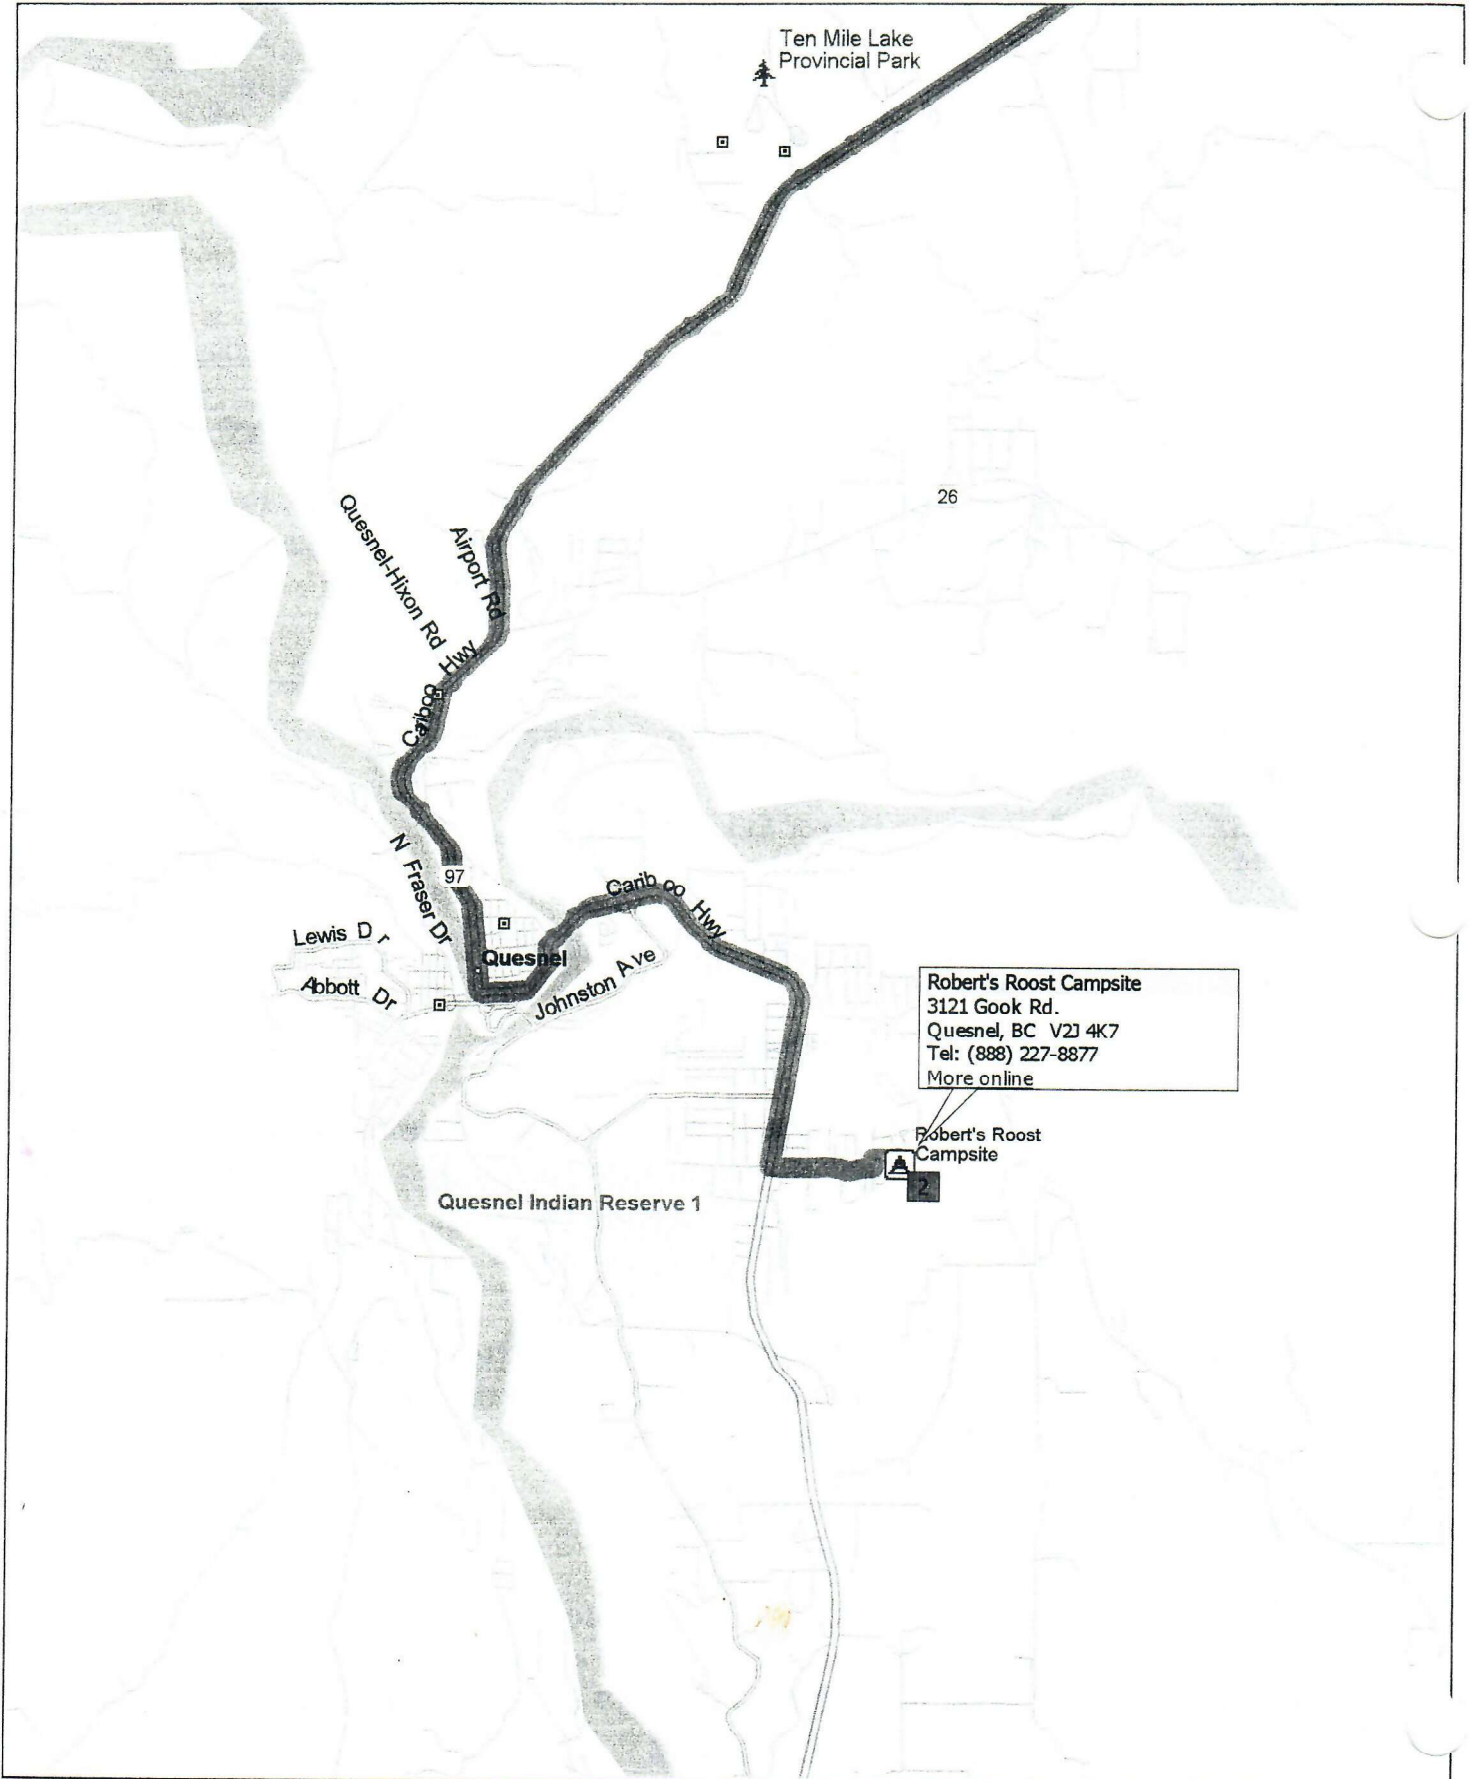 Ten Mile Lake
Provincial Park
26
Quesnel-Hixon Rd
Airport Rd
Cariboo Hwy
N Fraser Dr
97
Cariboo Hwy
Lewis Dr
Quesnel
Abbott Dr
Johnston Ave
Robert's Roost Campsite
3121 Gook Rd.
Quesnel, BC V2J 4K7
Tel: (888) 227-8877
More online
Robert's Roost
Campsite
2
Quesnel Indian Reserve 1